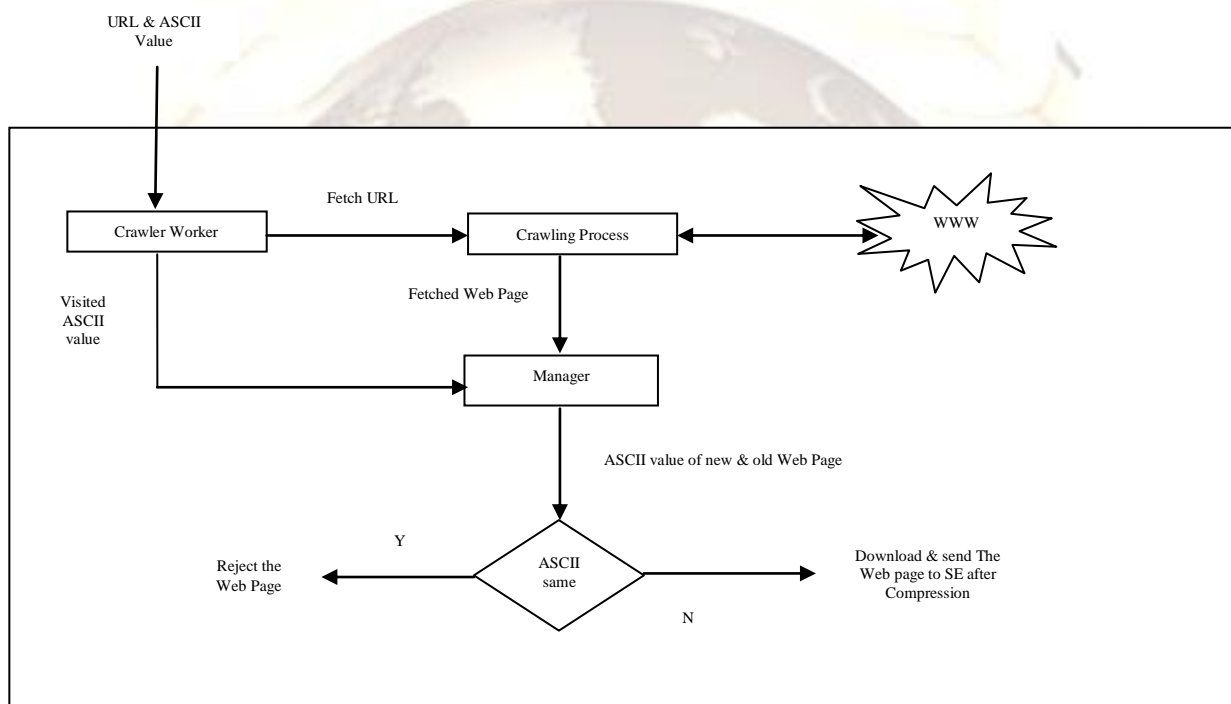 URL & ASCII
Value
Fetch URL
Crawler Worker
Crawling Process
WWW
Visited
ASCII
value
Fetched Web Page
Manager
ASCII value of new & old Web Page
Y
Reject the
Web Page
ASCII
same
Download & send The
Web page to SE after
Compression
N